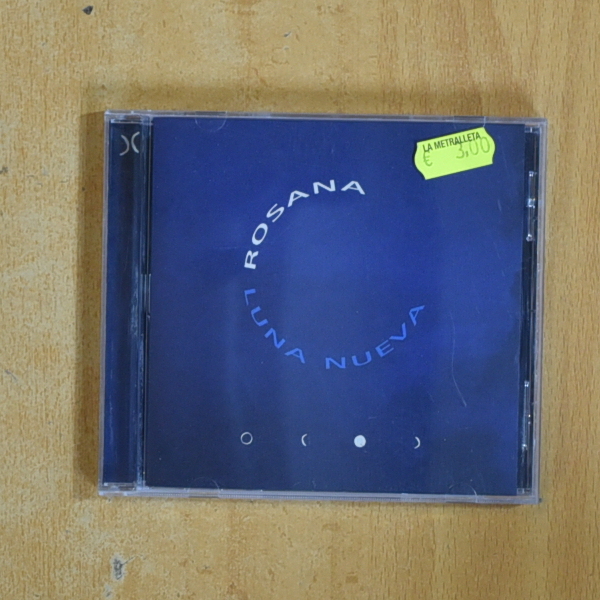 LA METRALLETA
€ 3,00
ROSANA
LUNA NUEVA